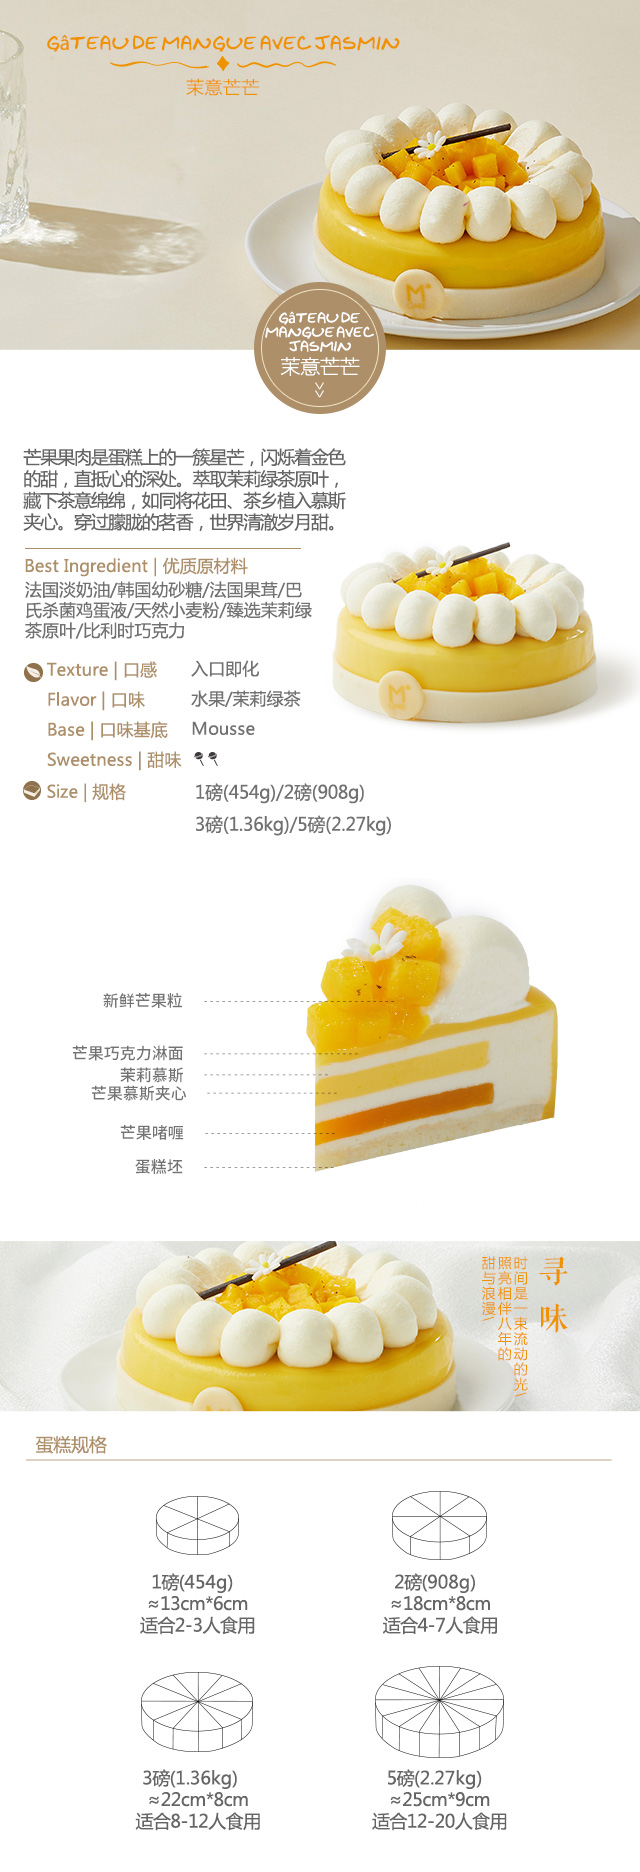 GâTEAU DE MANGUE AVEC JASMIN
茉意芒芒
GâTEAU DE
MANGUE AVEC
JASMIN
茉意芒芒
芒果果肉是蛋糕上的一簇星芒，闪烁着金色
的甜，直抵心的深处。萃取茉莉绿茶原叶，
藏下茶意绵绵，如同将花田、茶乡植入慕斯
夹心。穿过朦胧的茗香，世界清澈岁月甜。
Best Ingredient | 优质原材料
法国淡奶油/韩国幼砂糖/法国果茸/巴
氏杀菌鸡蛋液/天然小麦粉/臻选茉莉绿
茶原叶/比利时巧克力
Texture | 口感 入口即化
Flavor | 口味 水果/茉莉绿茶
Base | 口味基底 Mousse
Sweetness | 甜味
Size | 规格 1磅(454g)/2磅(908g)
3磅(1.36kg)/5磅(2.27kg)
新鲜芒果粒
芒果巧克力淋面
茉莉慕斯
芒果慕斯夹心
芒果啫喱
蛋糕坯
寻味
时间是一束流动的光/
照亮相伴八年的
甜与浪漫/
蛋糕规格
1磅(454g)
≈13cm*6cm
适合2-3人食用
2磅(908g)
≈18cm*8cm
适合4-7人食用
3磅(1.36kg)
≈22cm*8cm
适合8-12人食用
5磅(2.27kg)
≈25cm*9cm
适合12-20人食用